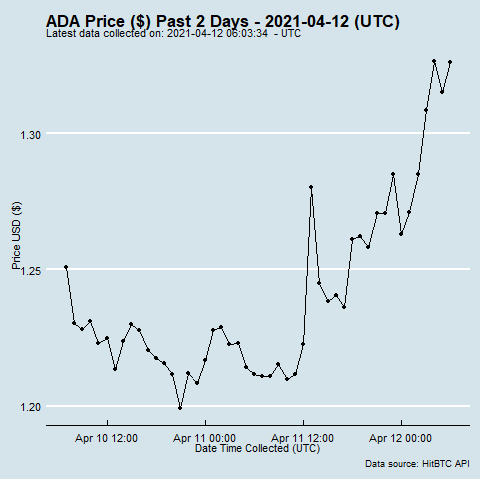 ADA Price ($) Past 2 Days - 2021-04-12 (UTC)
Latest data collected on: 2021-04-12 06:03:34 - UTC
1.30
1.25
1.20
Price USD ($)
Apr 10 12:00 Apr 11 00:00 Apr 11 12:00 Apr 12 00:00
Date Time Collected (UTC)
Data source: HitBTC API